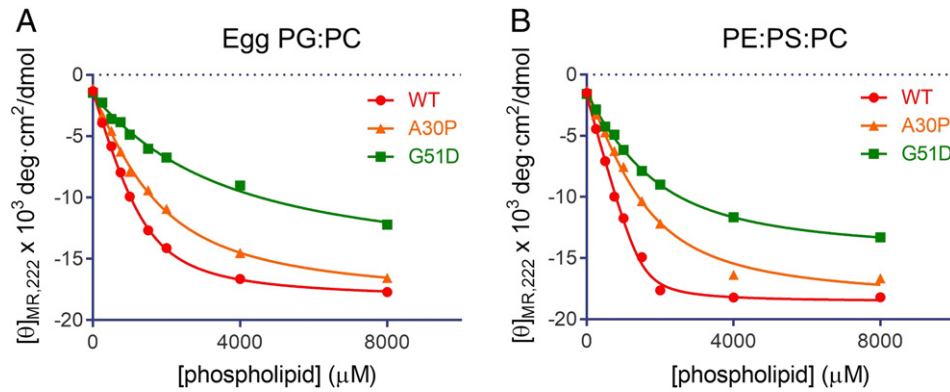 A
Egg PG:PC
[θ]MR,222 x 10³ deg·cm²/dmol
0
-5
-10
-15
-20
WT
A30P
G51D
0
4000
8000
[phospholipid] (μM)
B
PE:PS:PC
[θ]MR,222 x 10³ deg·cm²/dmol
0
-5
-10
-15
-20
WT
A30P
G51D
0
4000
8000
[phospholipid] (μM)